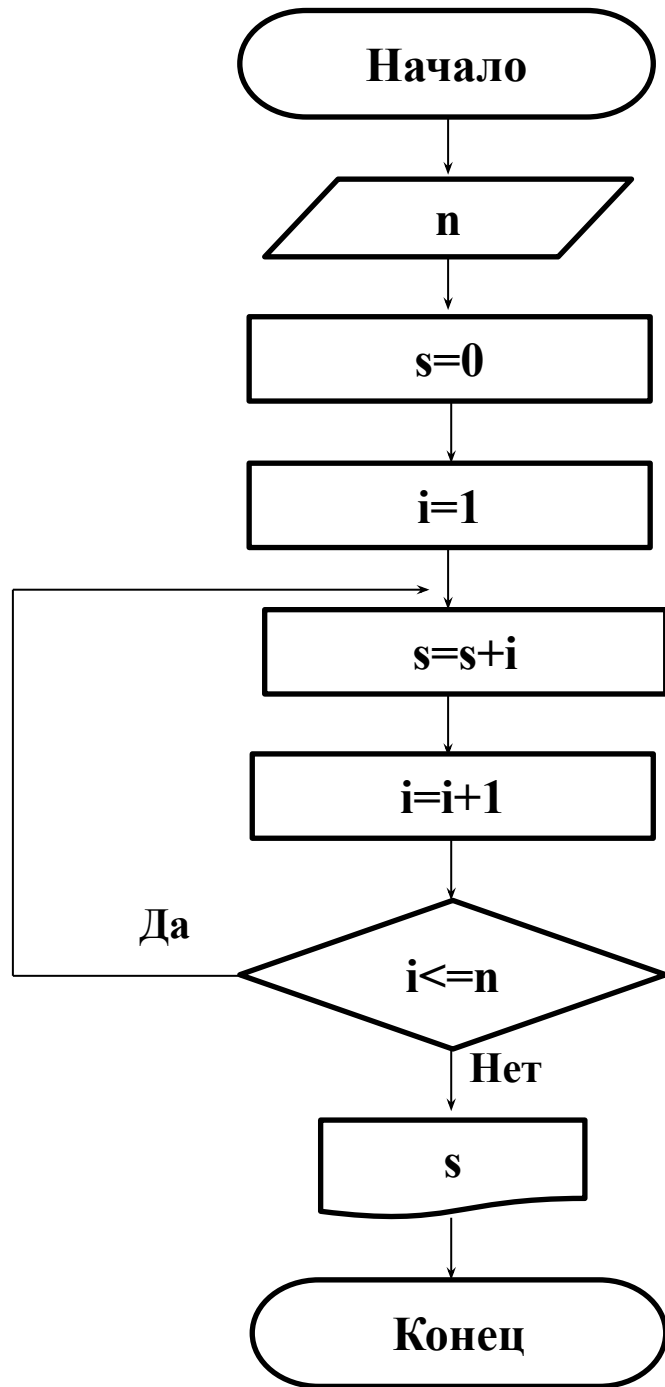 Начало
n
s=0
i=1
s=s+i
i=i+1
Да
i<=n
Нет
s
Конец